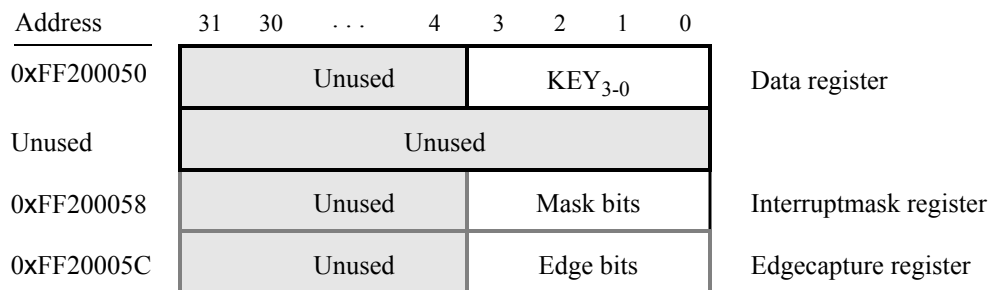 Address 31 30 . . . 4 3 2 1 0
0xFF200050 Unused KEY3-0 Data register
Unused Unused
0xFF200058 Unused Mask bits Interruptmask register
0xFF20005C Unused Edge bits Edgecapture register